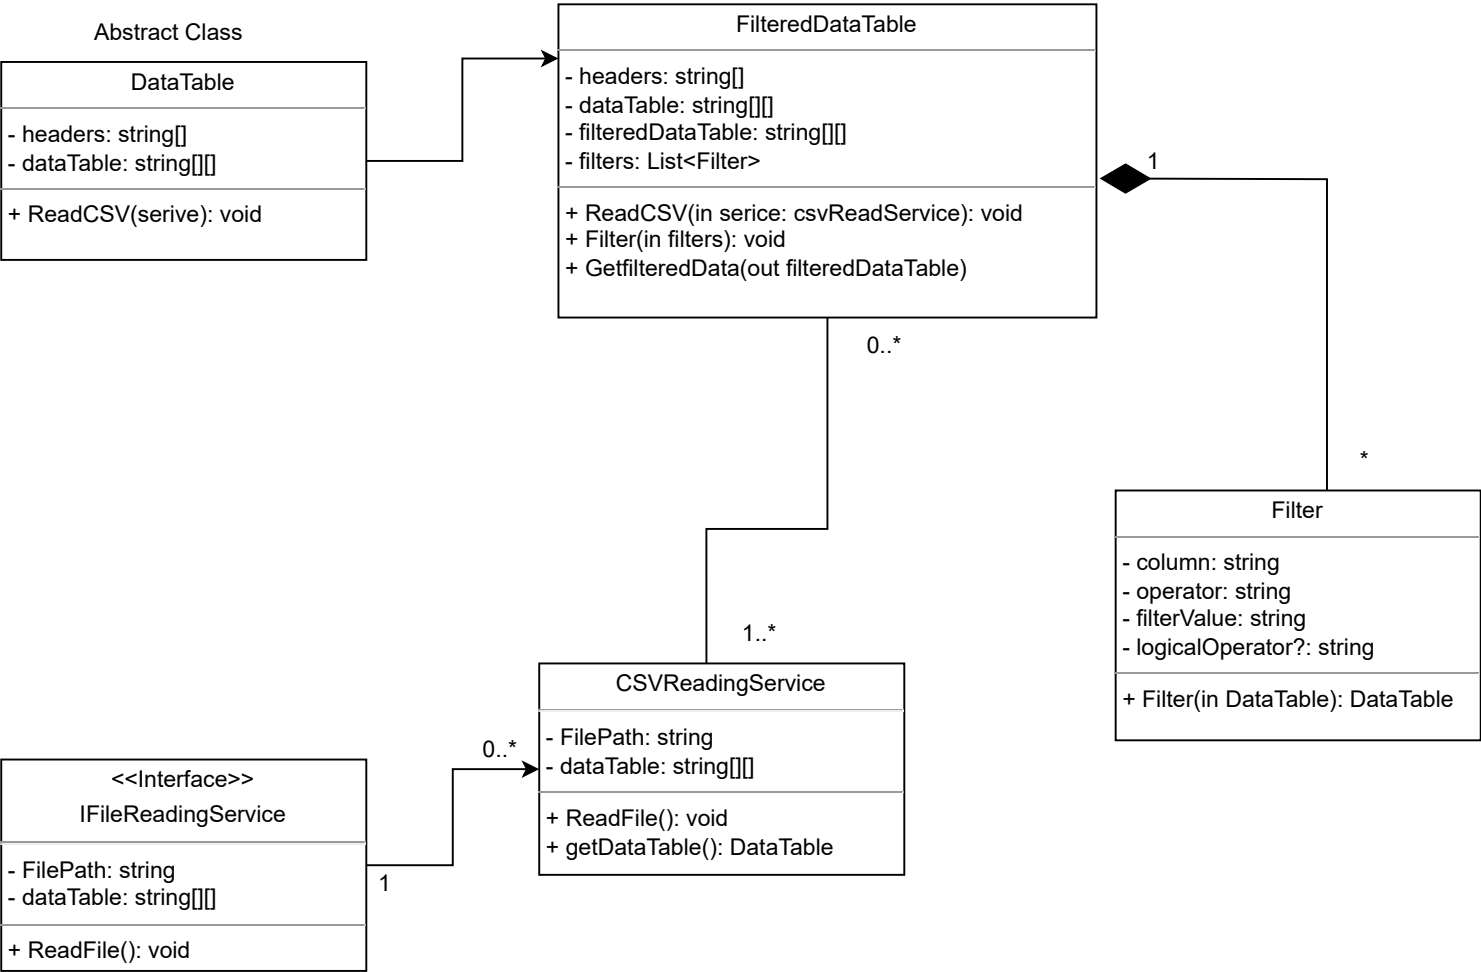 Abstract Class
DataTable
- headers: string[]
- dataTable: string[][]
+ ReadCSV(serive): void
FilteredDataTable
- headers: string[]
- dataTable: string[][]
- filteredDataTable: string[][]
- filters: List<Filter>
+ ReadCSV(in serice: csvReadService): void
+ Filter(in filters): void
+ GetfilteredData(out filteredDataTable)
1
0..*
*
Filter
- column: string
- operator: string
- filterValue: string
- logicalOperator?: string
+ Filter(in DataTable): DataTable
1..*
CSVReadingService
- FilePath: string
- dataTable: string[][]
+ ReadFile(): void
+ getDataTable(): DataTable
0..*
1
<<Interface>>
IFileReadingService
- FilePath: string
- dataTable: string[][]
+ ReadFile(): void